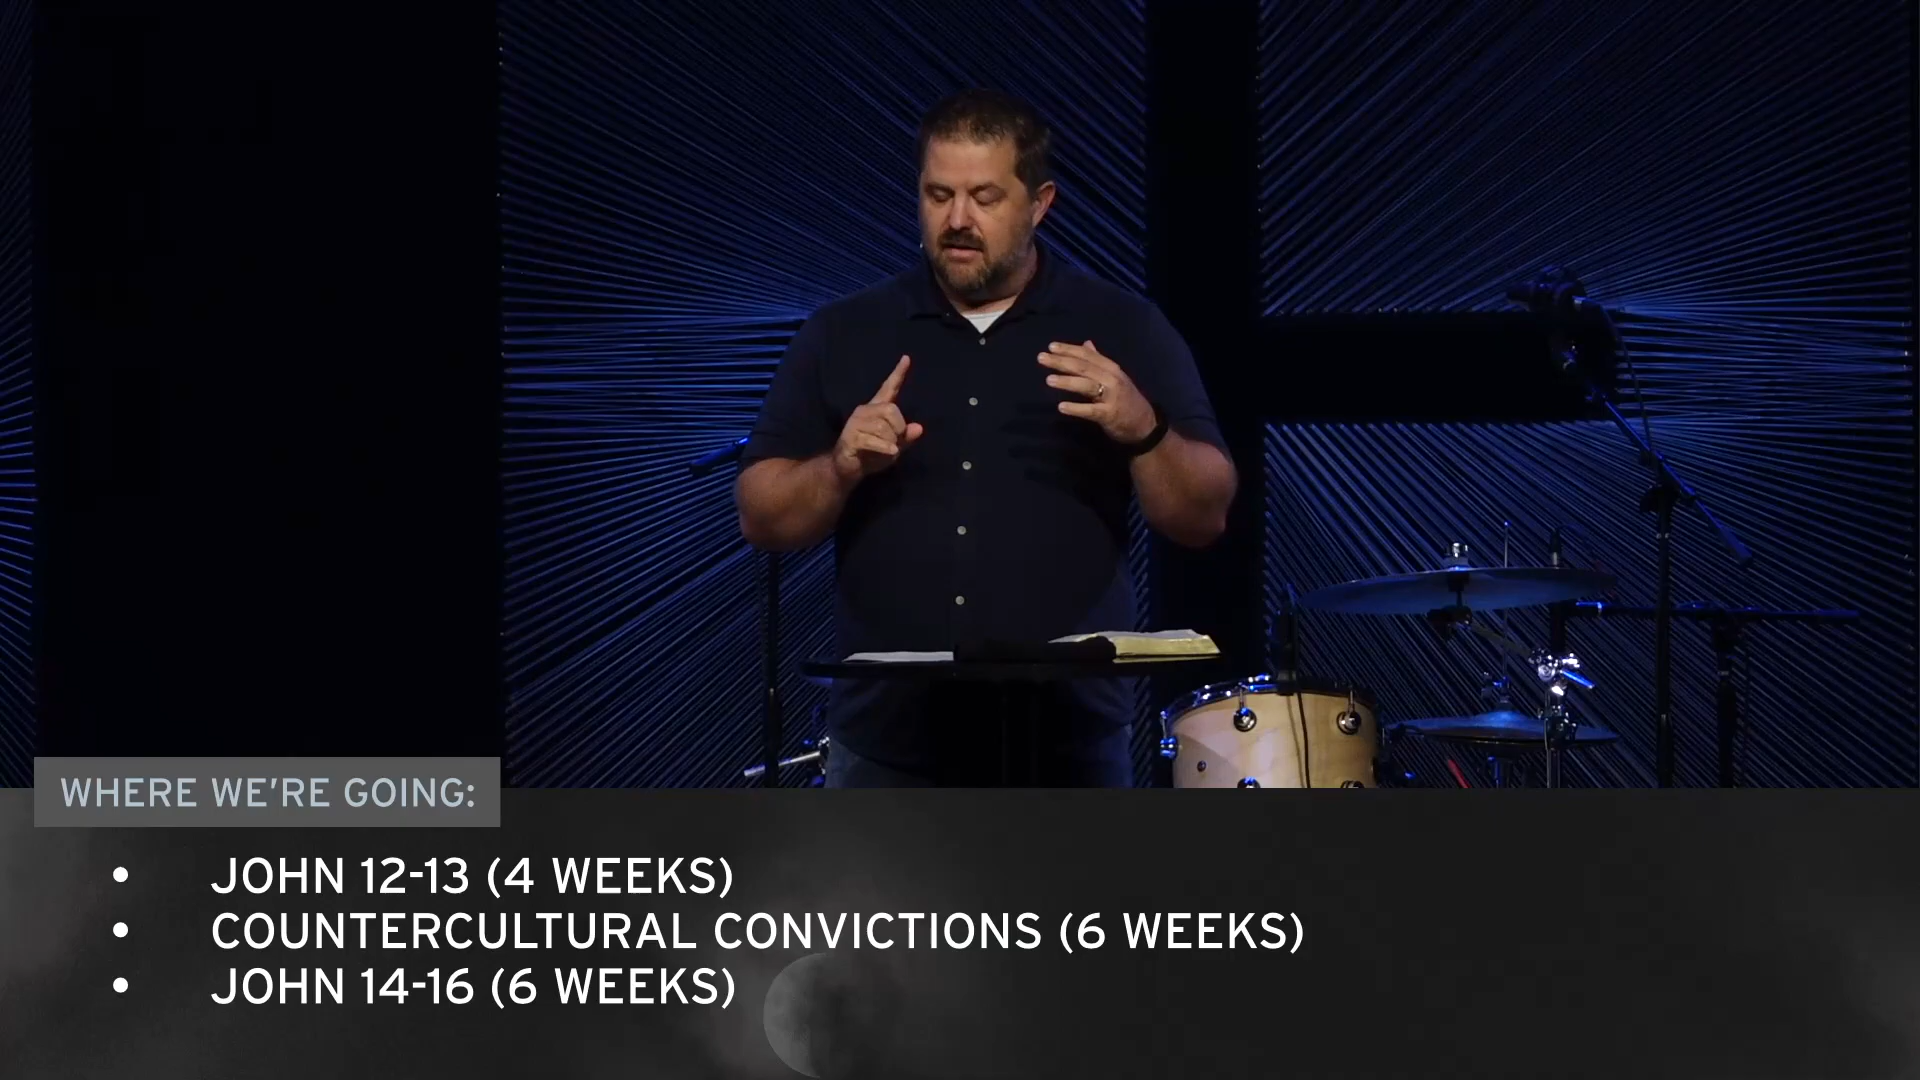 WHERE WE'RE GOING:
• JOHN 12-13 (4 WEEKS)
• COUNTERCULTURAL CONVICTIONS (6 WEEKS)
• JOHN 14-16 (6 WEEKS)